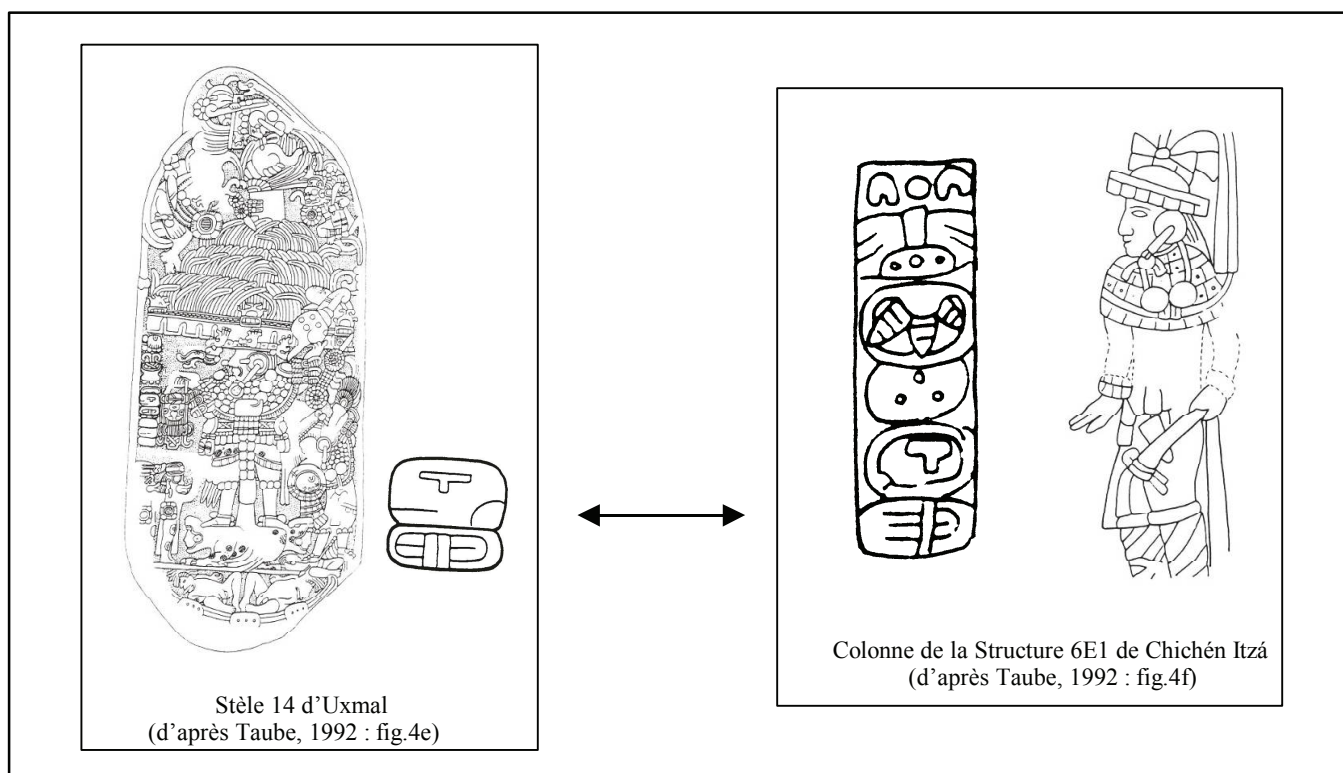 Stèle 14 d’Uxmal
(d’après Taube, 1992 : fig.4e)
Colonne de la Structure 6E1 de Chichén Itzá
(d’après Taube, 1992 : fig.4f)